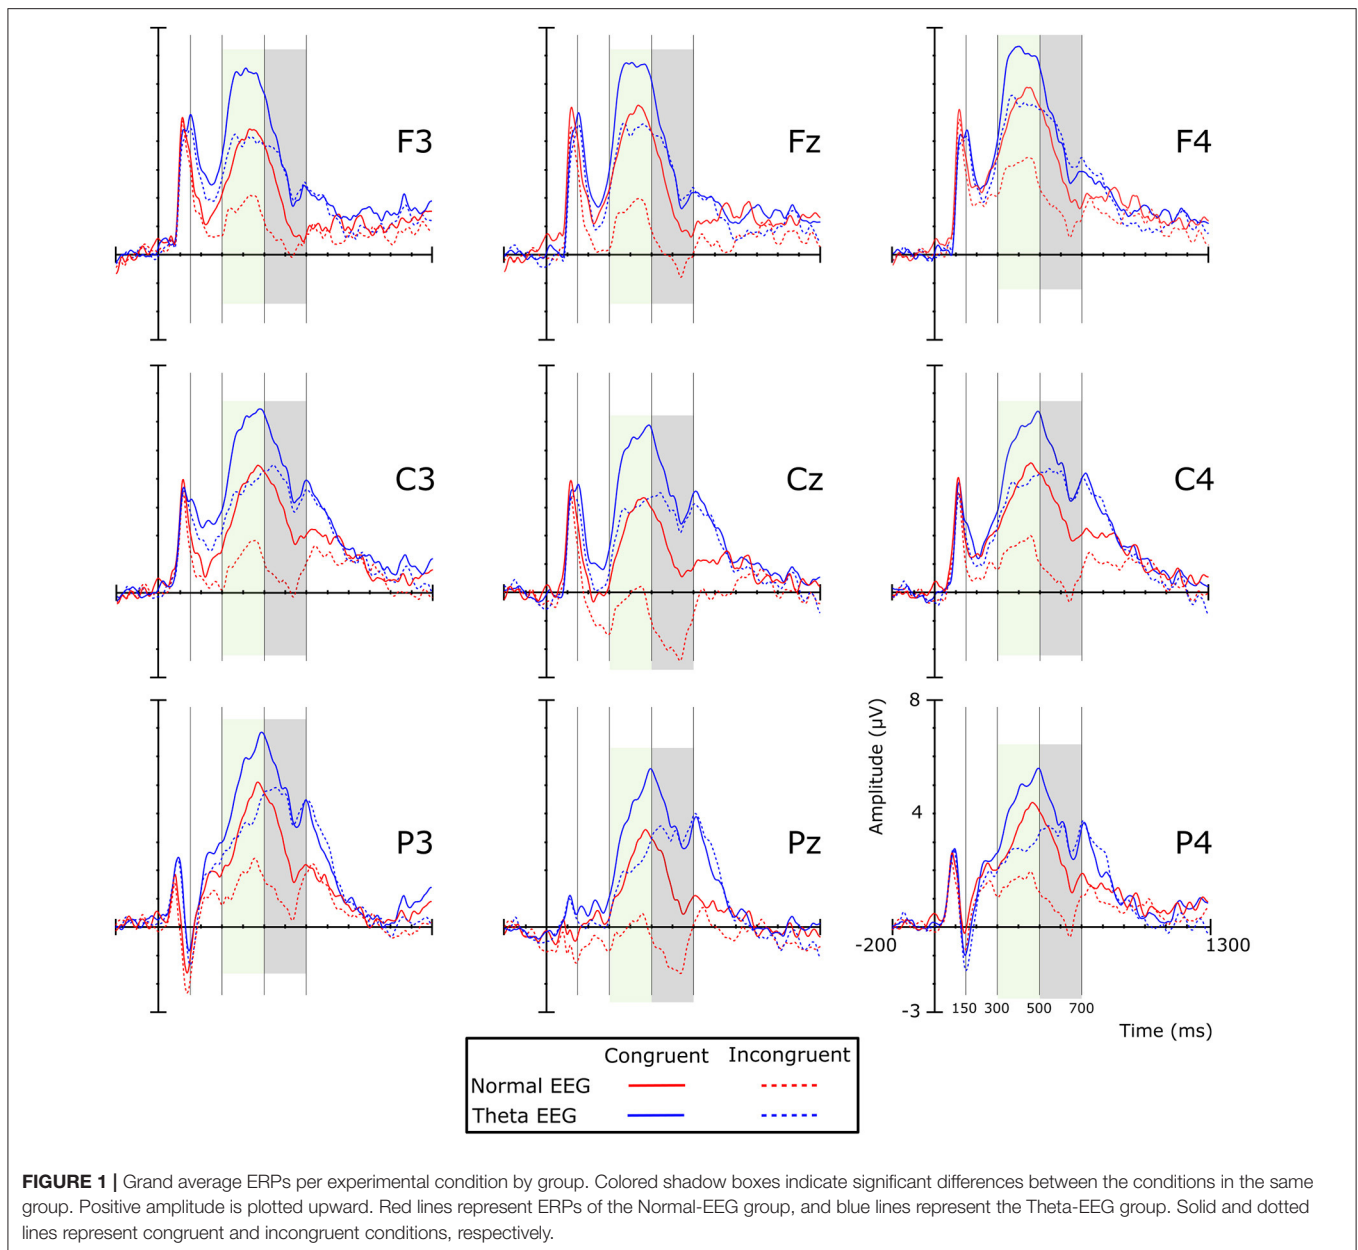 F3
Fz
F4
C3
Cz
C4
P3
Pz
P4
8
4
-3
Amplitude (µV)
-200
1300
150 300 500 700
Time (ms)
Congruent Incongruent
Normal EEG
Theta EEG
FIGURE 1 | Grand average ERPs per experimental condition by group. Colored shadow boxes indicate significant differences between the conditions in the same
group. Positive amplitude is plotted upward. Red lines represent ERPs of the Normal-EEG group, and blue lines represent the Theta-EEG group. Solid and dotted
lines represent congruent and incongruent conditions, respectively.